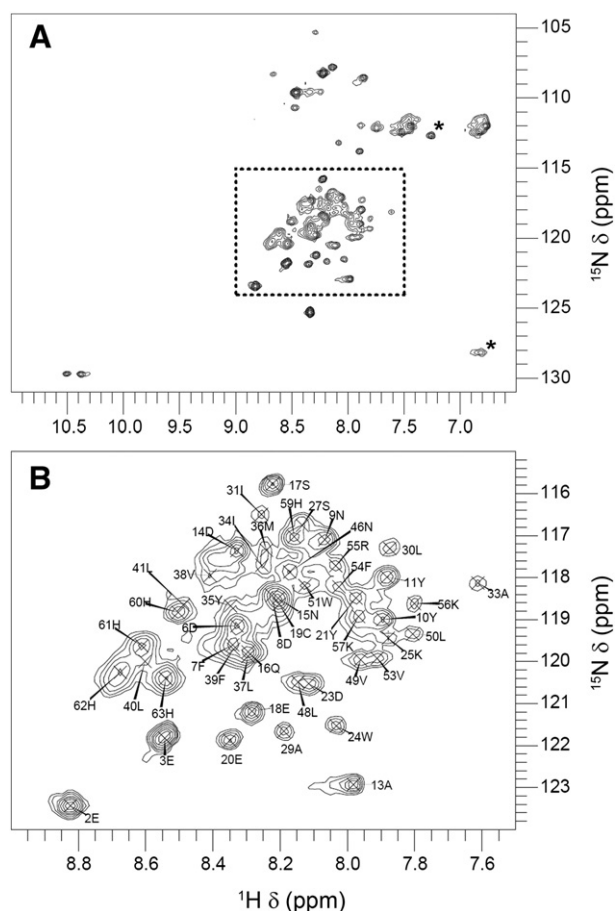 A
105
110
*
115
120
125
*
130
¹⁵N δ (ppm)
10.5 10.0 9.5 9.0 8.5 8.0 7.5 7.0
B
17S
31I
59H 27S 9N
116
34I 36M
14D
46N
117
55R
30L
54F
11Y
41L
38V
118
33A
60H
35Y
51W
15N
56K
61H
6D
19C
21Y
10Y
119
8D
57K
50L
25K
7F
16Q
39F
49V 53V
120
37L
62H 40L 63H
23D
48L
18E
121
24W
29A
3E
20E
122
13A
123
2E
¹⁵N δ (ppm)
8.8 8.6 8.4 8.2 8.0 7.8 7.6
¹H δ (ppm)